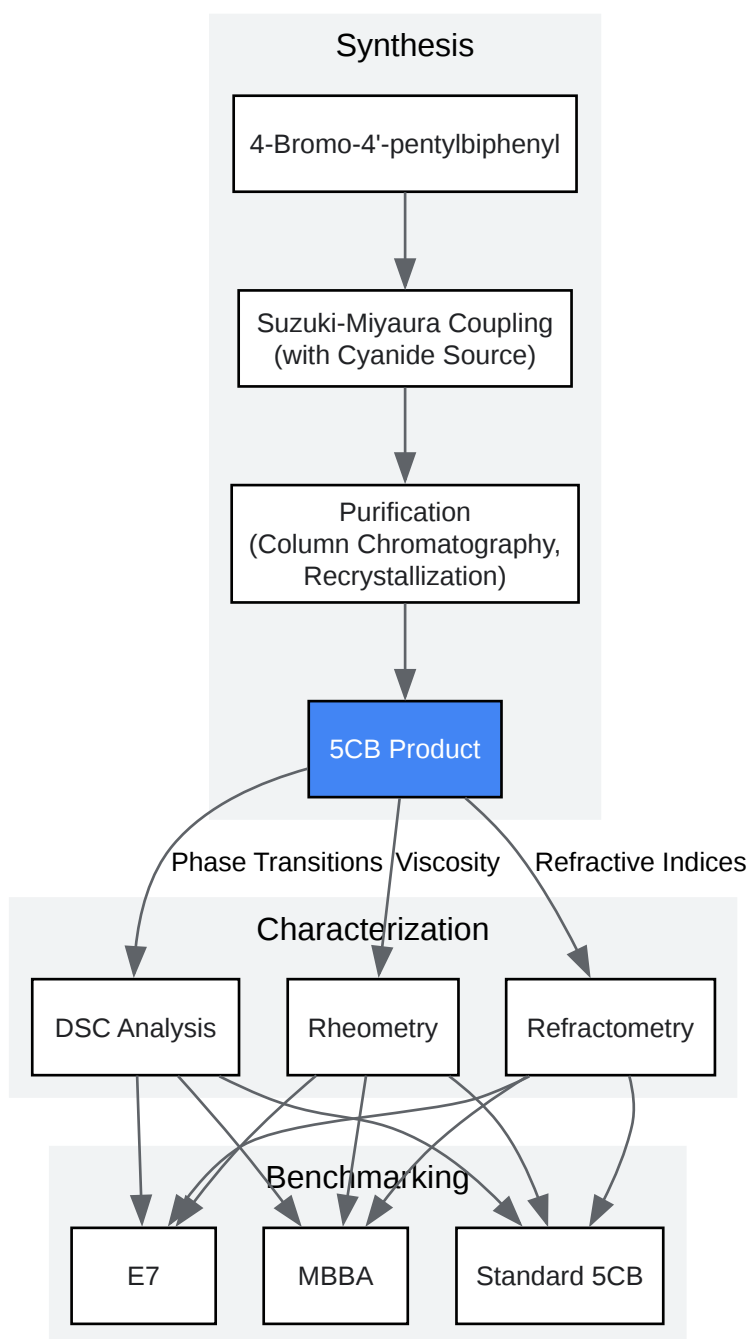 Synthesis
4-Bromo-4'-pentylbiphenyl
Suzuki-Miyaura Coupling
(with Cyanide Source)
Purification
(Column Chromatography,
Recrystallization)
5CB Product
Phase Transitions
Viscosity
Refractive Indices
Characterization
DSC Analysis
Rheometry
Refractometry
Benchmarking
E7
MBBA
Standard 5CB